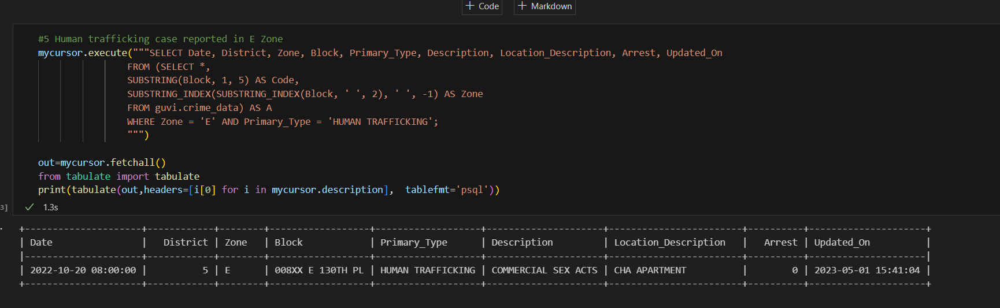 + Code + Markdown
#5 Human trafficking case reported in E Zone
mycursor.execute("""SELECT Date, District, Zone, Block, Primary_Type, Description, Location_Description, Arrest, Updated_On
FROM (SELECT *,
SUBSTRING(Block, 1, 5) AS Code,
SUBSTRING_INDEX(SUBSTRING_INDEX(Block, ' ', 2), ' ', -1) AS Zone
FROM guvi.crime_data) AS A
WHERE Zone = 'E' AND Primary_Type = 'HUMAN TRAFFICKING';
""")
out=mycursor.fetchall()
from tabulate import tabulate
print(tabulate(out,headers=[i[0] for i in mycursor.description],  tablefmt='psql'))
3] ✓ 1.3s
+---------------------+------------+--------+------------------+-------------------+---------------------+------------------------+----------+---------------------+
| Date                |   District | Zone   | Block            | Primary_Type      | Description         | Location_Description   |   Arrest | Updated_On          |
|---------------------+------------+--------+------------------+-------------------+---------------------+------------------------+----------+---------------------|
| 2022-10-20 08:00:00 |          5 | E      | 008XX E 130TH PL | HUMAN TRAFFICKING | COMMERCIAL SEX ACTS | CHA APARTMENT          |        0 | 2023-05-01 15:41:04 |
+---------------------+------------+--------+------------------+-------------------+---------------------+------------------------+----------+---------------------+